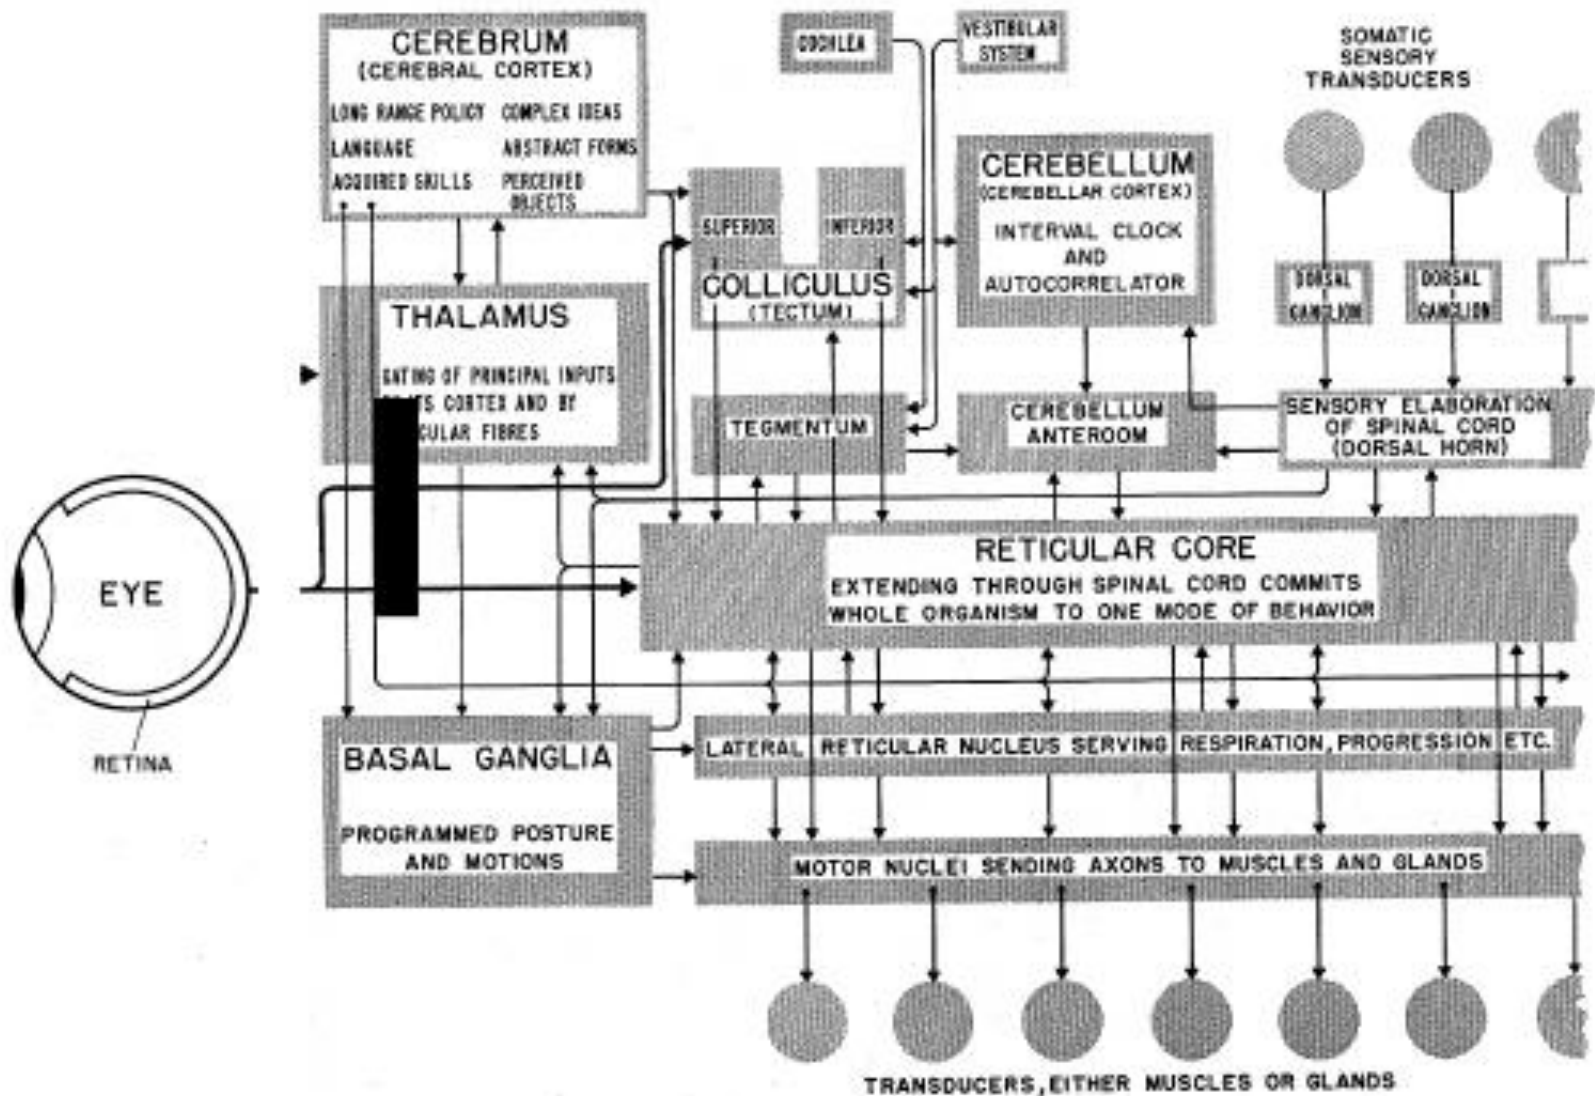 CEREBRUM
(CEREBRAL CORTEX)
LONG RANGE POLICY COMPLEX IDEAS
LANGUAGE ABSTRACT FORMS
ACQUIRED SKILLS PERCEIVED
OBJECTS
COCHLEA
VESTIBULAR
SYSTEM
SOMATIC
SENSORY
TRANSDUCERS
SUPERIOR
INFERIOR
COLLICULUS
(TECTUM)
CEREBELLUM
(CEREBELLAR CORTEX)
INTERVAL CLOCK
AND
AUTOCORRELATOR
DORSAL
GANGLION
DORSAL
GANGLION
THALAMUS
GATING OF PRINCIPAL INPUTS
CORTEX AND BY
FIBRES
TEGMENTUM
CEREBELLUM
ANTEROOM
SENSORY ELABORATION
OF SPINAL CORD
(DORSAL HORN)
EYE
RETINA
RETICULAR CORE
EXTENDING THROUGH SPINAL CORD COMMITS
WHOLE ORGANISM TO ONE MODE OF BEHAVIOR
BASAL GANGLIA
PROGRAMMED POSTURE
AND MOTIONS
LATERAL RETICULAR NUCLEUS SERVING RESPIRATION, PROGRESSION ETC.
MOTOR NUCLEI SENDING AXONS TO MUSCLES AND GLANDS
TRANSDUCERS, EITHER MUSCLES OR GLANDS